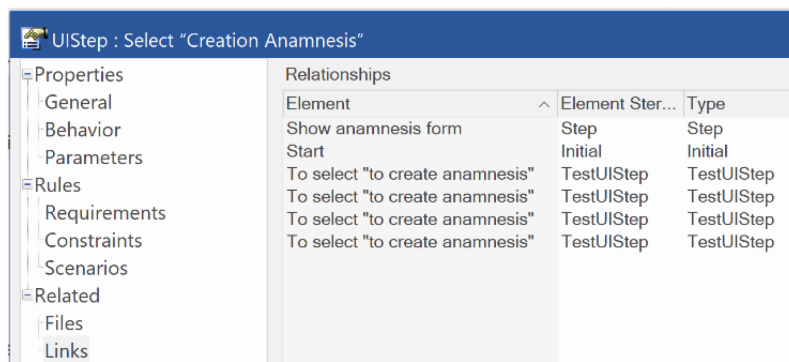 UIStep : Select “Creation Anamnesis”
Properties
General
Behavior
Parameters
Rules
Requirements
Constraints
Scenarios
Related
Files
Links
Relationships
Element Element Ster... Type
Show anamnesis form Step Step
Start Initial Initial
To select "to create anamnesis" TestUIStep TestUIStep
To select "to create anamnesis" TestUIStep TestUIStep
To select "to create anamnesis" TestUIStep TestUIStep
To select "to create anamnesis" TestUIStep TestUIStep